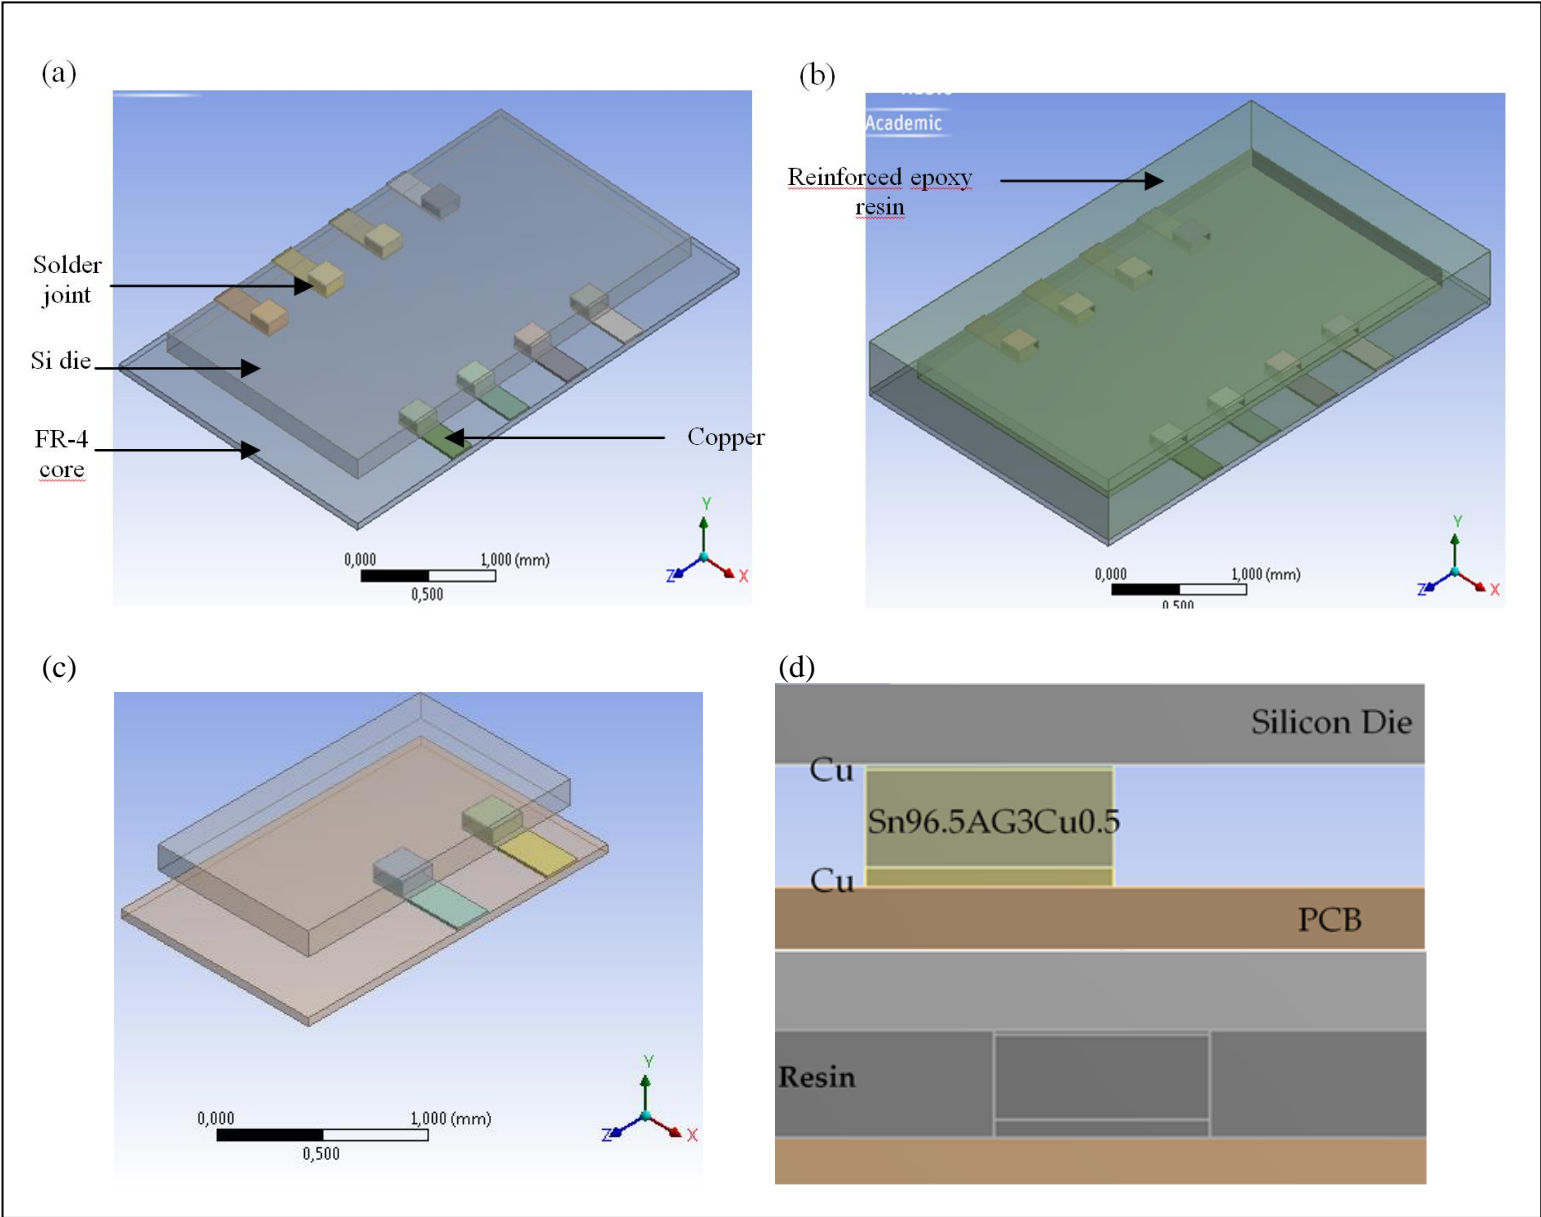 (a)
(b)
Academic
Reinforced epoxy
resin
Solder
joint
Si die
FR-4
core
Copper
Y
Z
X
0,000
1,000 (mm)
0,500
Y
Z
X
0,000
1,000 (mm)
0,500
(c)
(d)
Silicon Die
Cu
Sn96.5AG3Cu0.5
Cu
PCB
Resin
Y
Z
X
0,000
1,000 (mm)
0,500